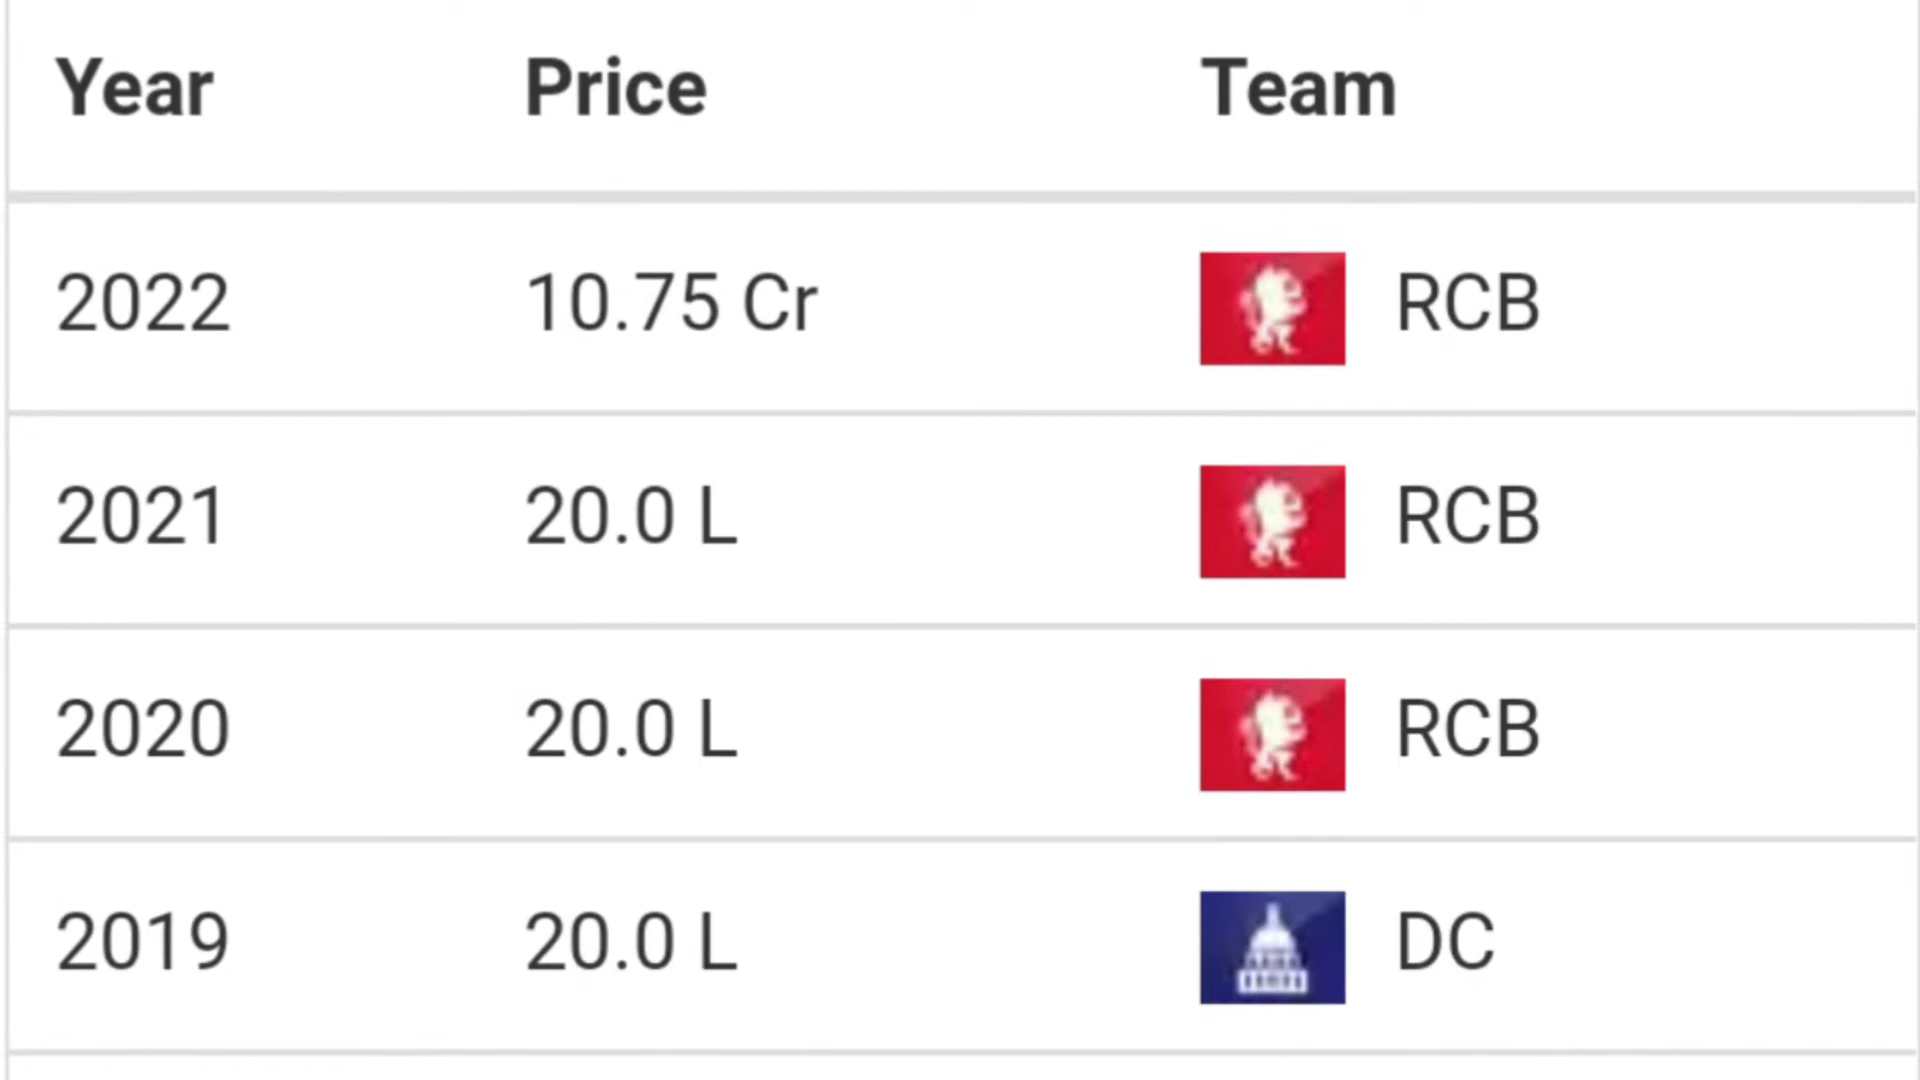 Year Price Team
2022 10.75 Cr RCB
2021 20.0 L RCB
2020 20.0 L RCB
2019 20.0 L DC